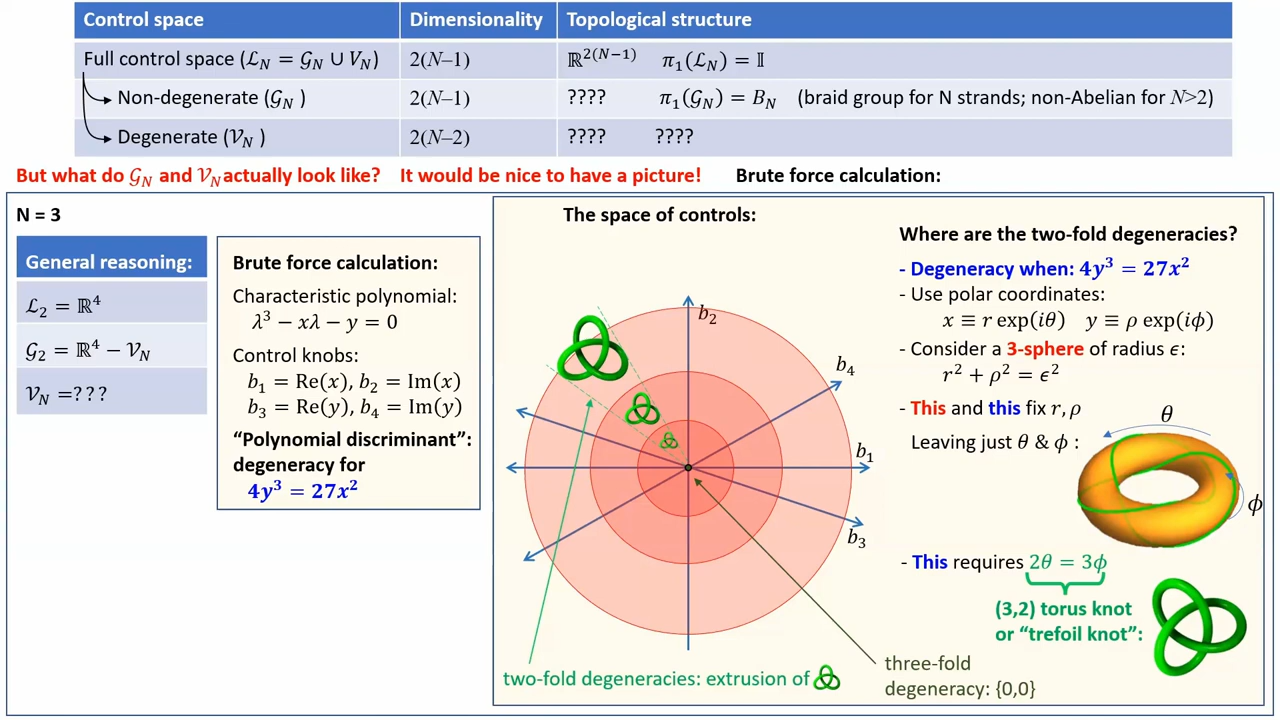 Control space Dimensionality Topological structure
Full control space (ℒ_N = 𝒢_N ∪ V_N) 2(N–1) ℝ^{2(N−1)} π₁(ℒ_N) = 𝕀
Non-degenerate (𝒢_N ) 2(N–1) ???? π₁(𝒢_N) = B_N (braid group for N strands; non-Abelian for N>2)
Degenerate (𝒱_N ) 2(N–2) ???? ????
But what do 𝒢_N and 𝒱_N actually look like? It would be nice to have a picture! Brute force calculation:
N = 3
General reasoning:
ℒ₂ = ℝ⁴
𝒢₂ = ℝ⁴ − 𝒱_N
𝒱_N =???
Brute force calculation:
Characteristic polynomial:
λ³ − xλ − y = 0
Control knobs:
b₁ = Re(x), b₂ = Im(x)
b₃ = Re(y), b₄ = Im(y)
“Polynomial discriminant”:
degeneracy for
4y³ = 27x²
The space of controls:
b₂
b₄
b₁
b₃
two-fold degeneracies: extrusion of
three-fold
degeneracy: {0,0}
Where are the two-fold degeneracies?
- Degeneracy when: 4y³ = 27x²
- Use polar coordinates:
x ≡ r exp(iθ) y ≡ ρ exp(iϕ)
- Consider a 3-sphere of radius ϵ:
r² + ρ² = ϵ²
- This and this fix r, ρ
Leaving just θ & ϕ :
θ
ϕ
- This requires 2θ = 3ϕ
(3,2) torus knot
or “trefoil knot”: